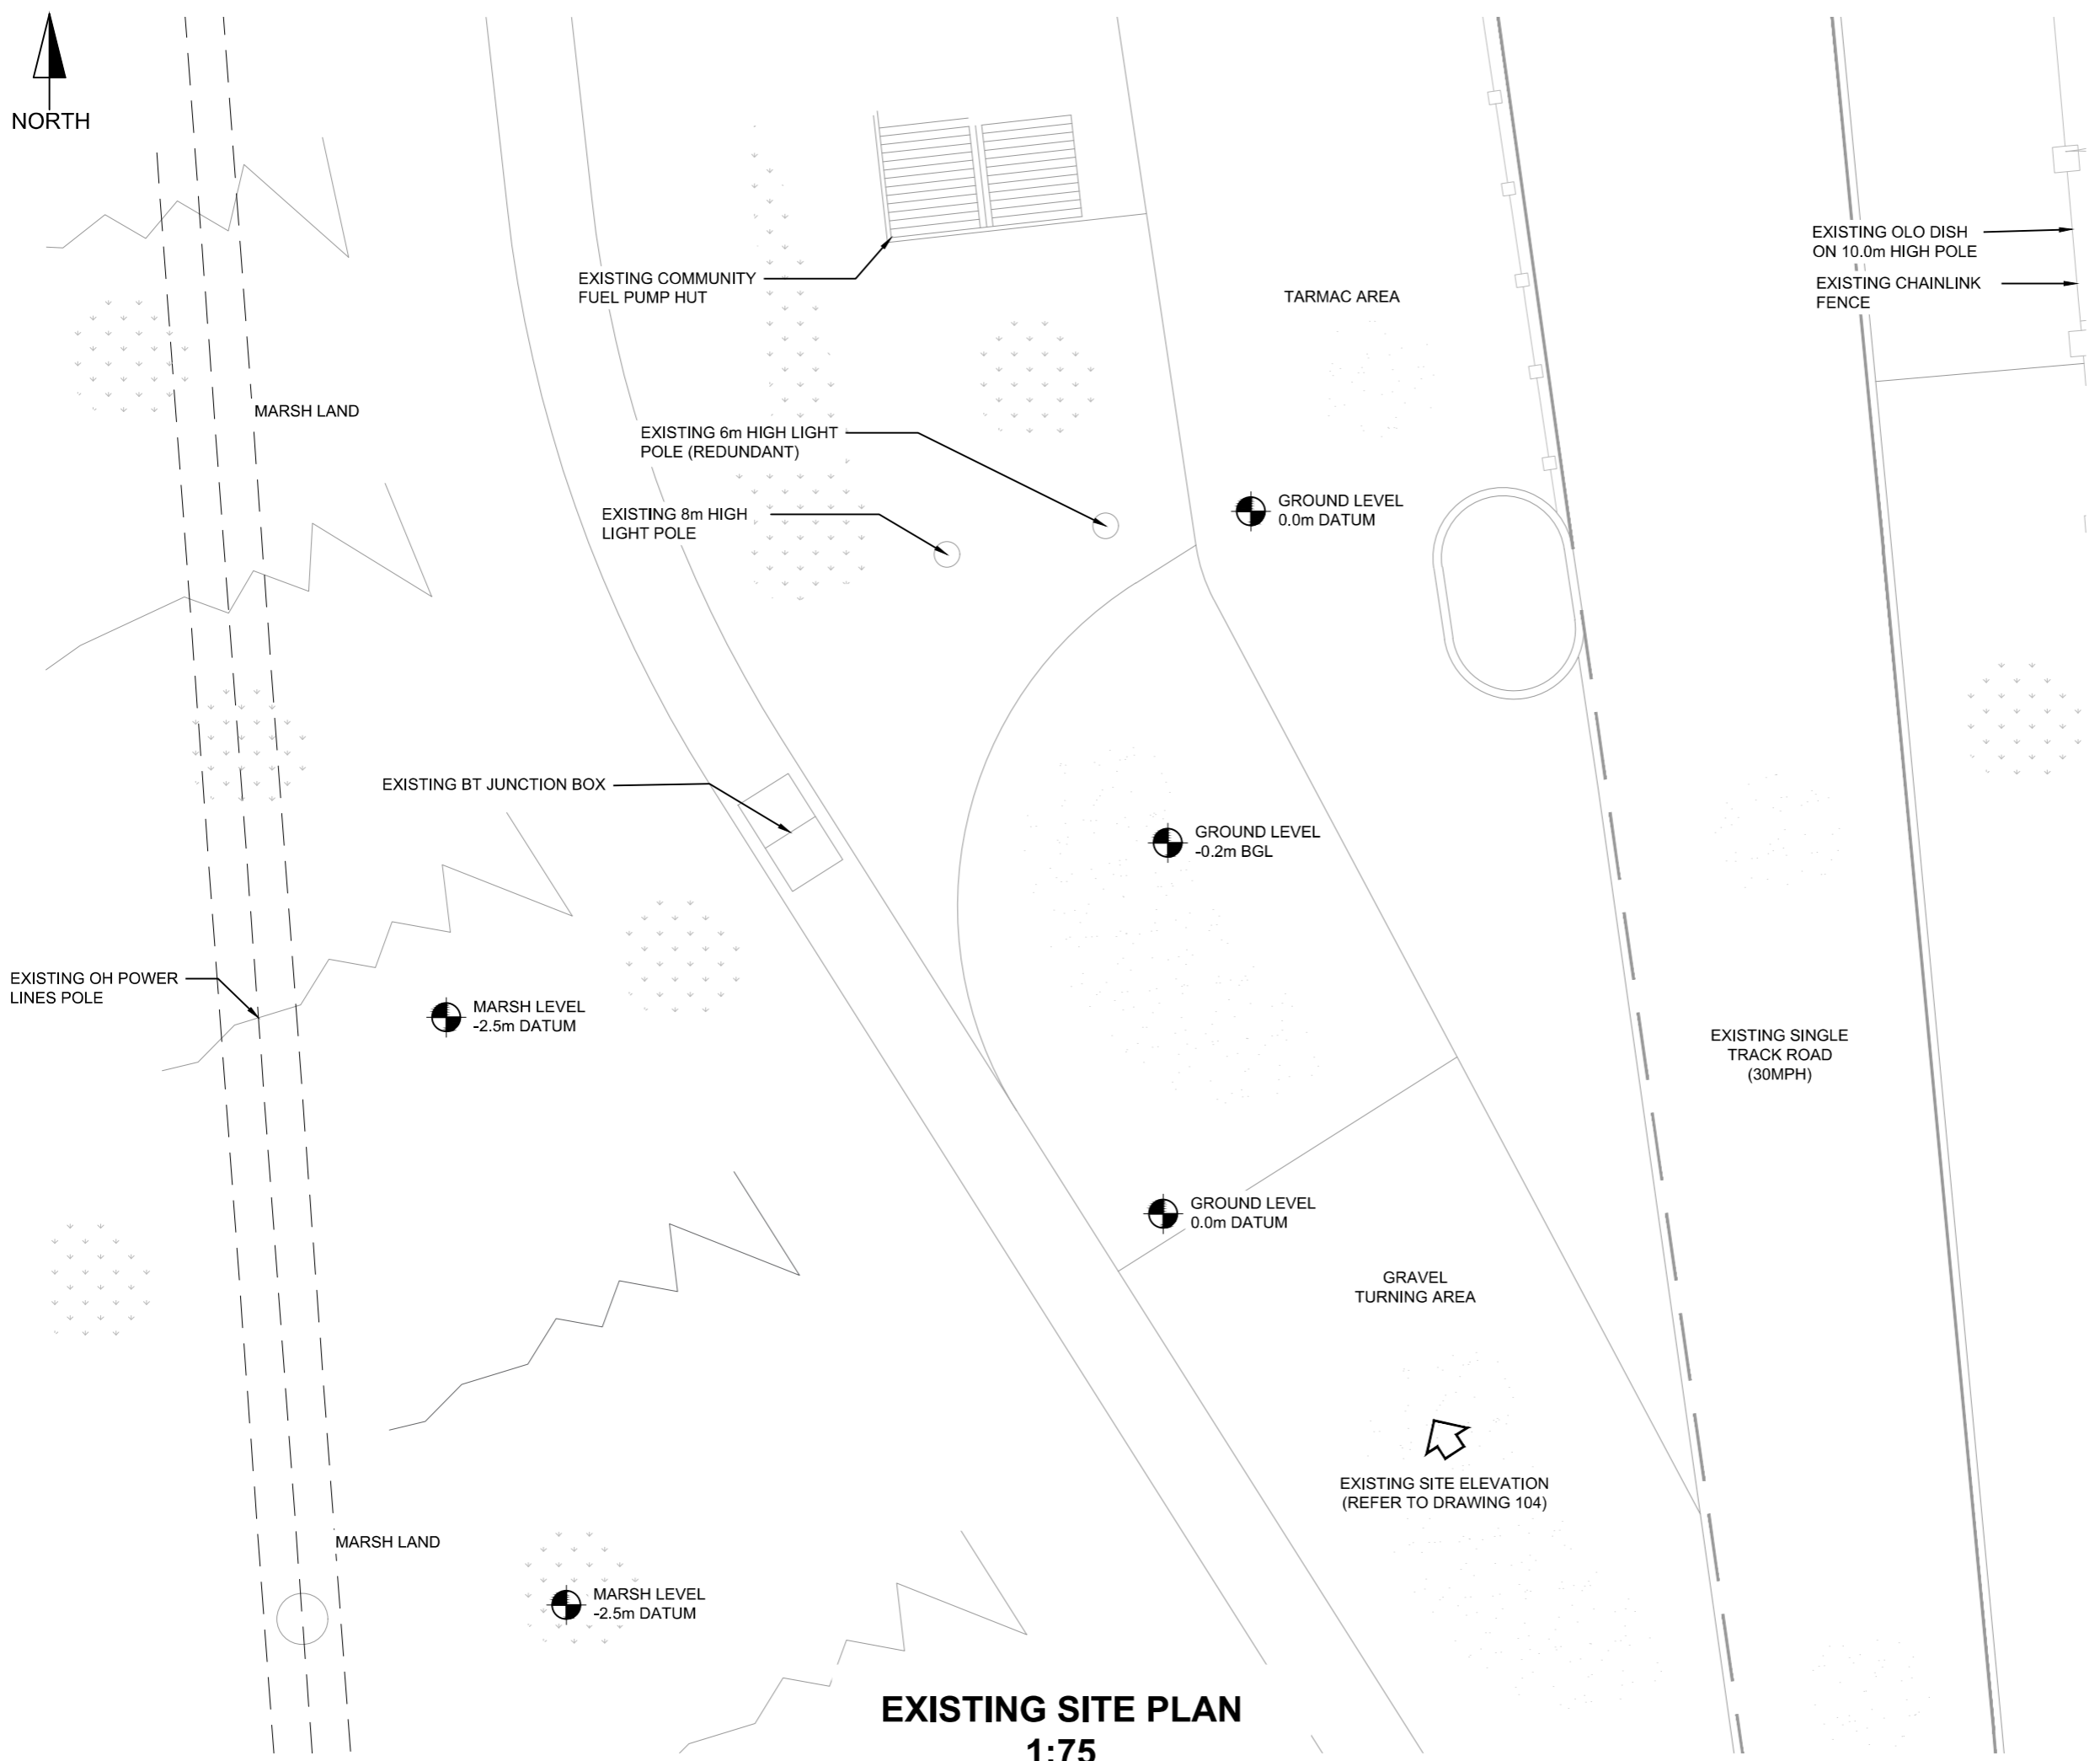 NORTH
EXISTING OLO DISH
ON 10.0m HIGH POLE
EXISTING COMMUNITY
FUEL PUMP HUT
EXISTING CHAINLINK
FENCE
TARMAC AREA
MARSH LAND
EXISTING 6m HIGH LIGHT
POLE (REDUNDANT)
GROUND LEVEL
0.0m DATUM
EXISTING 8m HIGH
LIGHT POLE
EXISTING BT JUNCTION BOX
GROUND LEVEL
-0.2m BGL
EXISTING OH POWER
LINES POLE
MARSH LEVEL
-2.5m DATUM
EXISTING SINGLE
TRACK ROAD
(30MPH)
GROUND LEVEL
0.0m DATUM
GRAVEL
TURNING AREA
EXISTING SITE ELEVATION
(REFER TO DRAWING 104)
MARSH LAND
MARSH LEVEL
-2.5m DATUM
EXISTING SITE PLAN
1:75